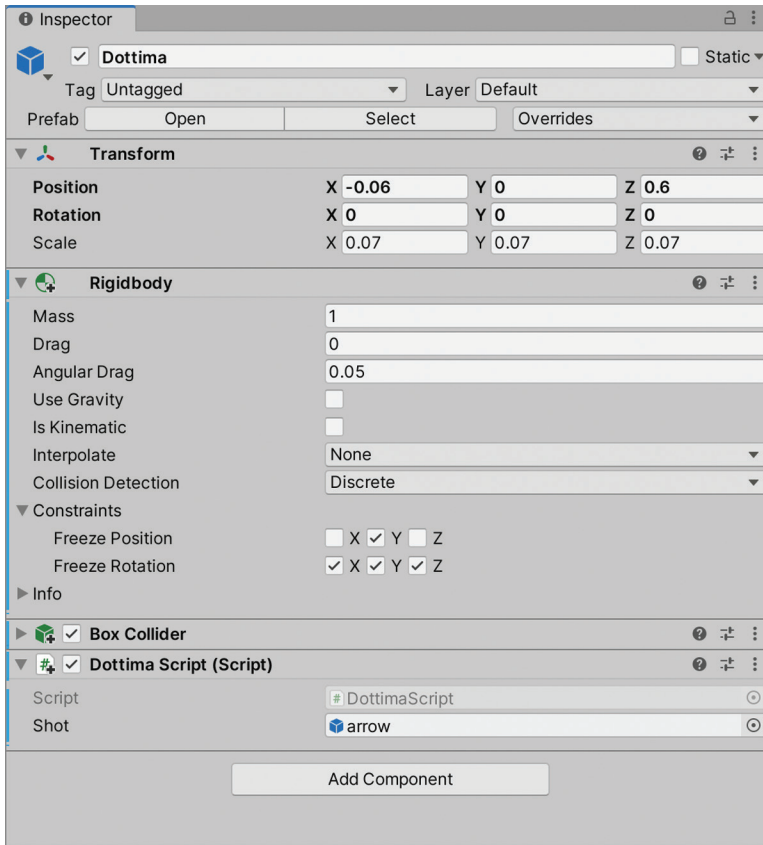 Inspector
Dottima Static
Tag Untagged Layer Default
Prefab Open Select Overrides
Transform
Position X -0.06 Y 0 Z 0.6
Rotation X 0 Y 0 Z 0
Scale X 0.07 Y 0.07 Z 0.07
Rigidbody
Mass 1
Drag 0
Angular Drag 0.05
Use Gravity
Is Kinematic
Interpolate None
Collision Detection Discrete
Constraints
Freeze Position X Y Z
Freeze Rotation X Y Z
Info
Box Collider
# Dottima Script (Script)
Script # DottimaScript
Shot arrow
Add Component